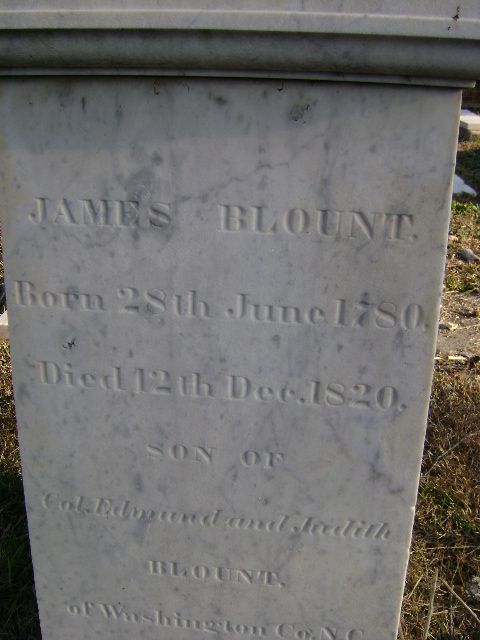 JAMES BLOUNT.
Born 28th June 1780.
Died 12th Dec. 1820.
SON OF
Col. Edmund and Judith
BLOUNT.
of Washington Co. N.C.